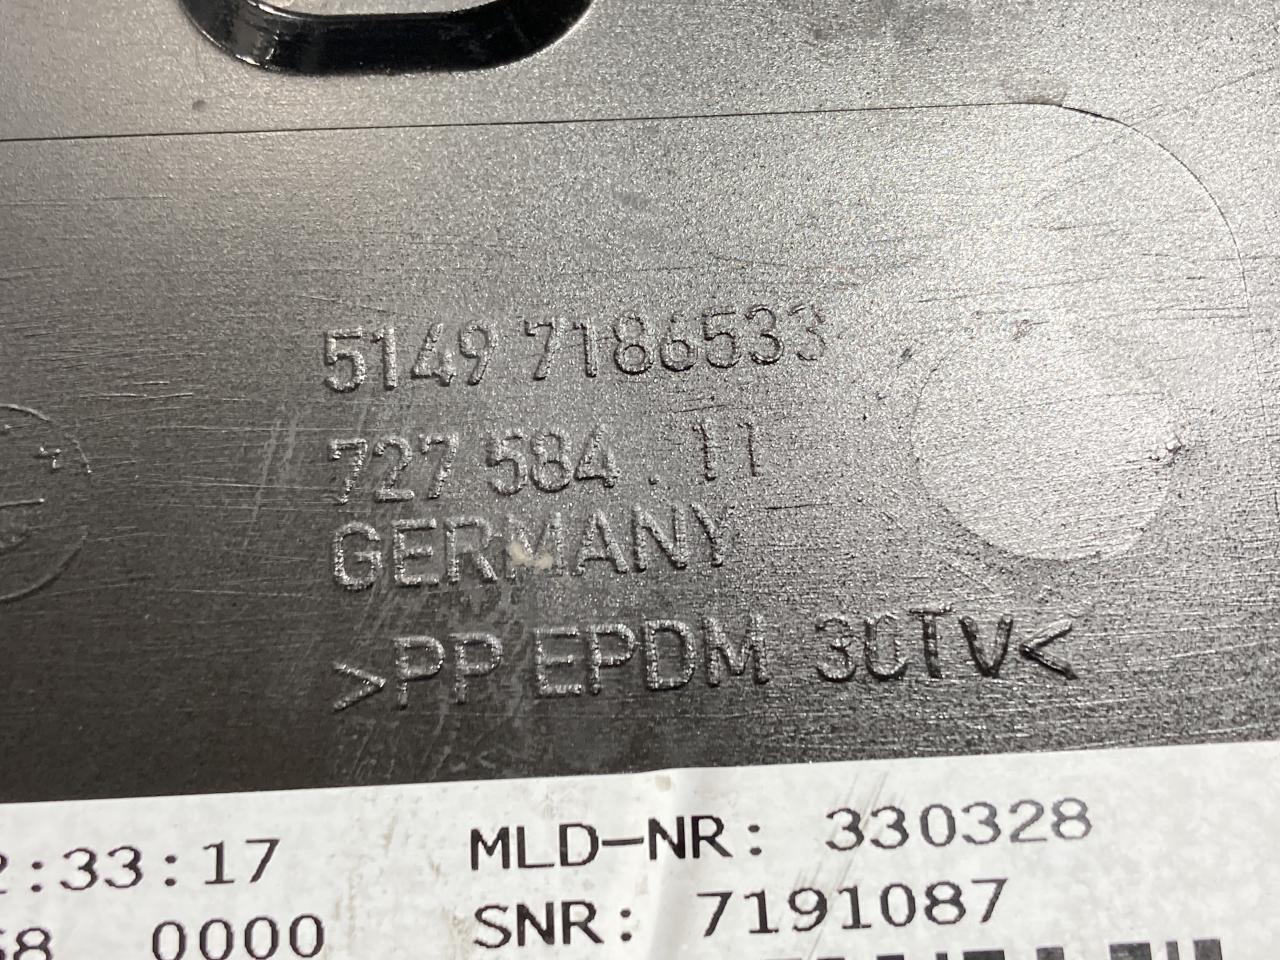 5149 7186533
727 584 . 11
GERMANY
>PP EPDM 30TV<
2:33:17 MLD-NR: 330328
58 0000 SNR: 7191087